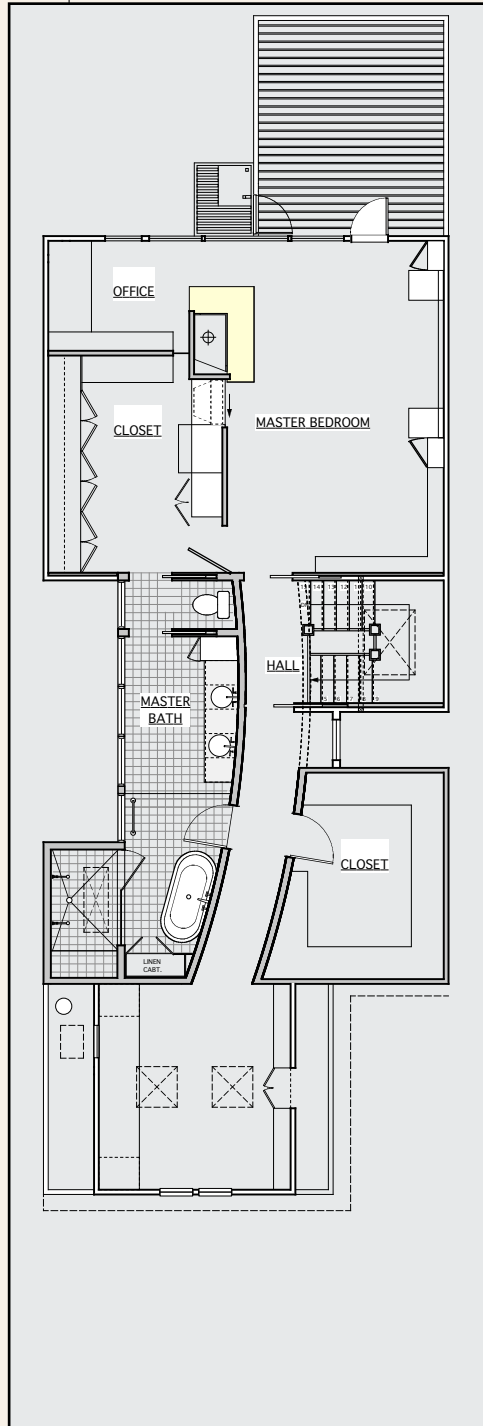 OFFICE
CLOSET
MASTER BEDROOM
HALL
MASTER
BATH
CLOSET
LINEN
CABT.